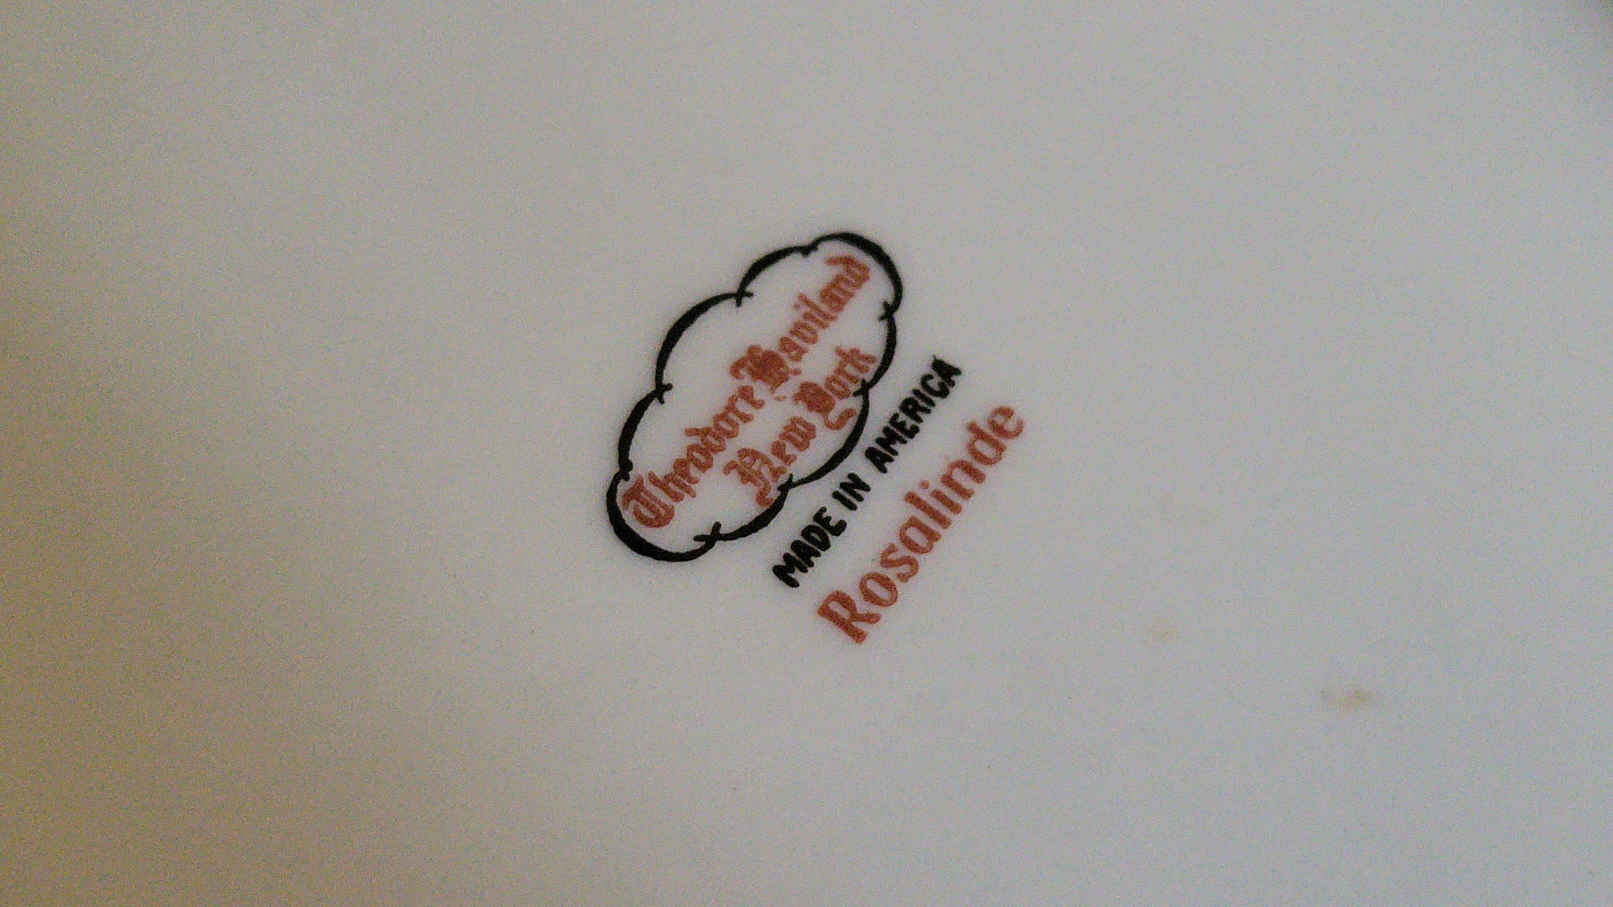 Theodore Haviland
New York
MADE IN AMERICA
Rosalinde